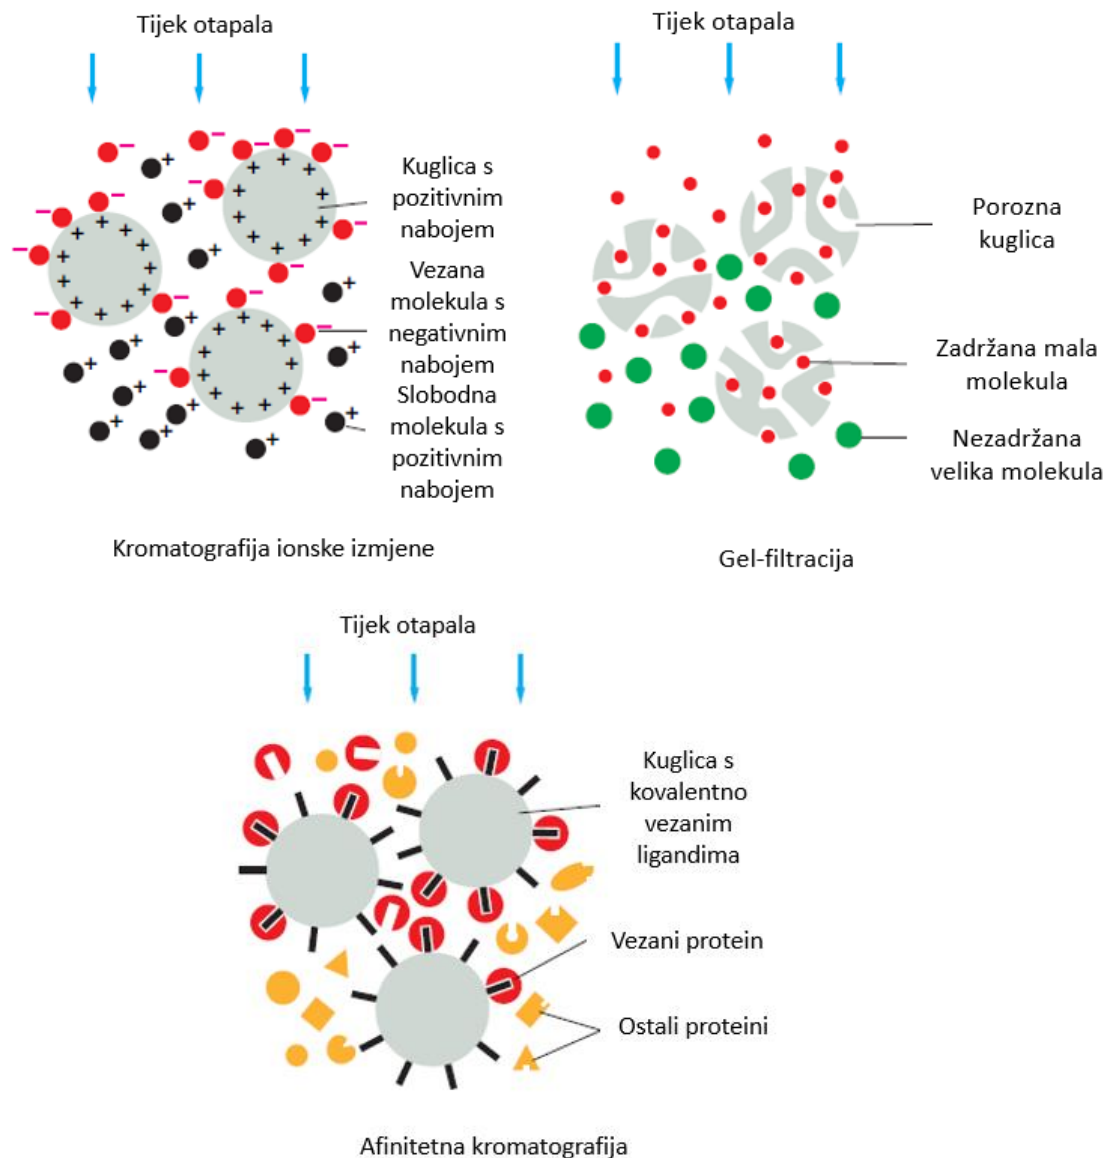 Tijek otapala
Kuglica s
pozitivnim
nabojem
Vezana
molekula s
negativnim
nabojem
Slobodna
molekula s
pozitivnim
nabojem
Kromatografija ionske izmjene
Tijek otapala
Porozna
kuglica
Zadržana mala
molekula
Nezadržana
velika molekula
Gel-filtracija
Tijek otapala
Kuglica s
kovalentno
vezanim
ligandima
Vezani protein
Ostali proteini
Afinitetna kromatografija